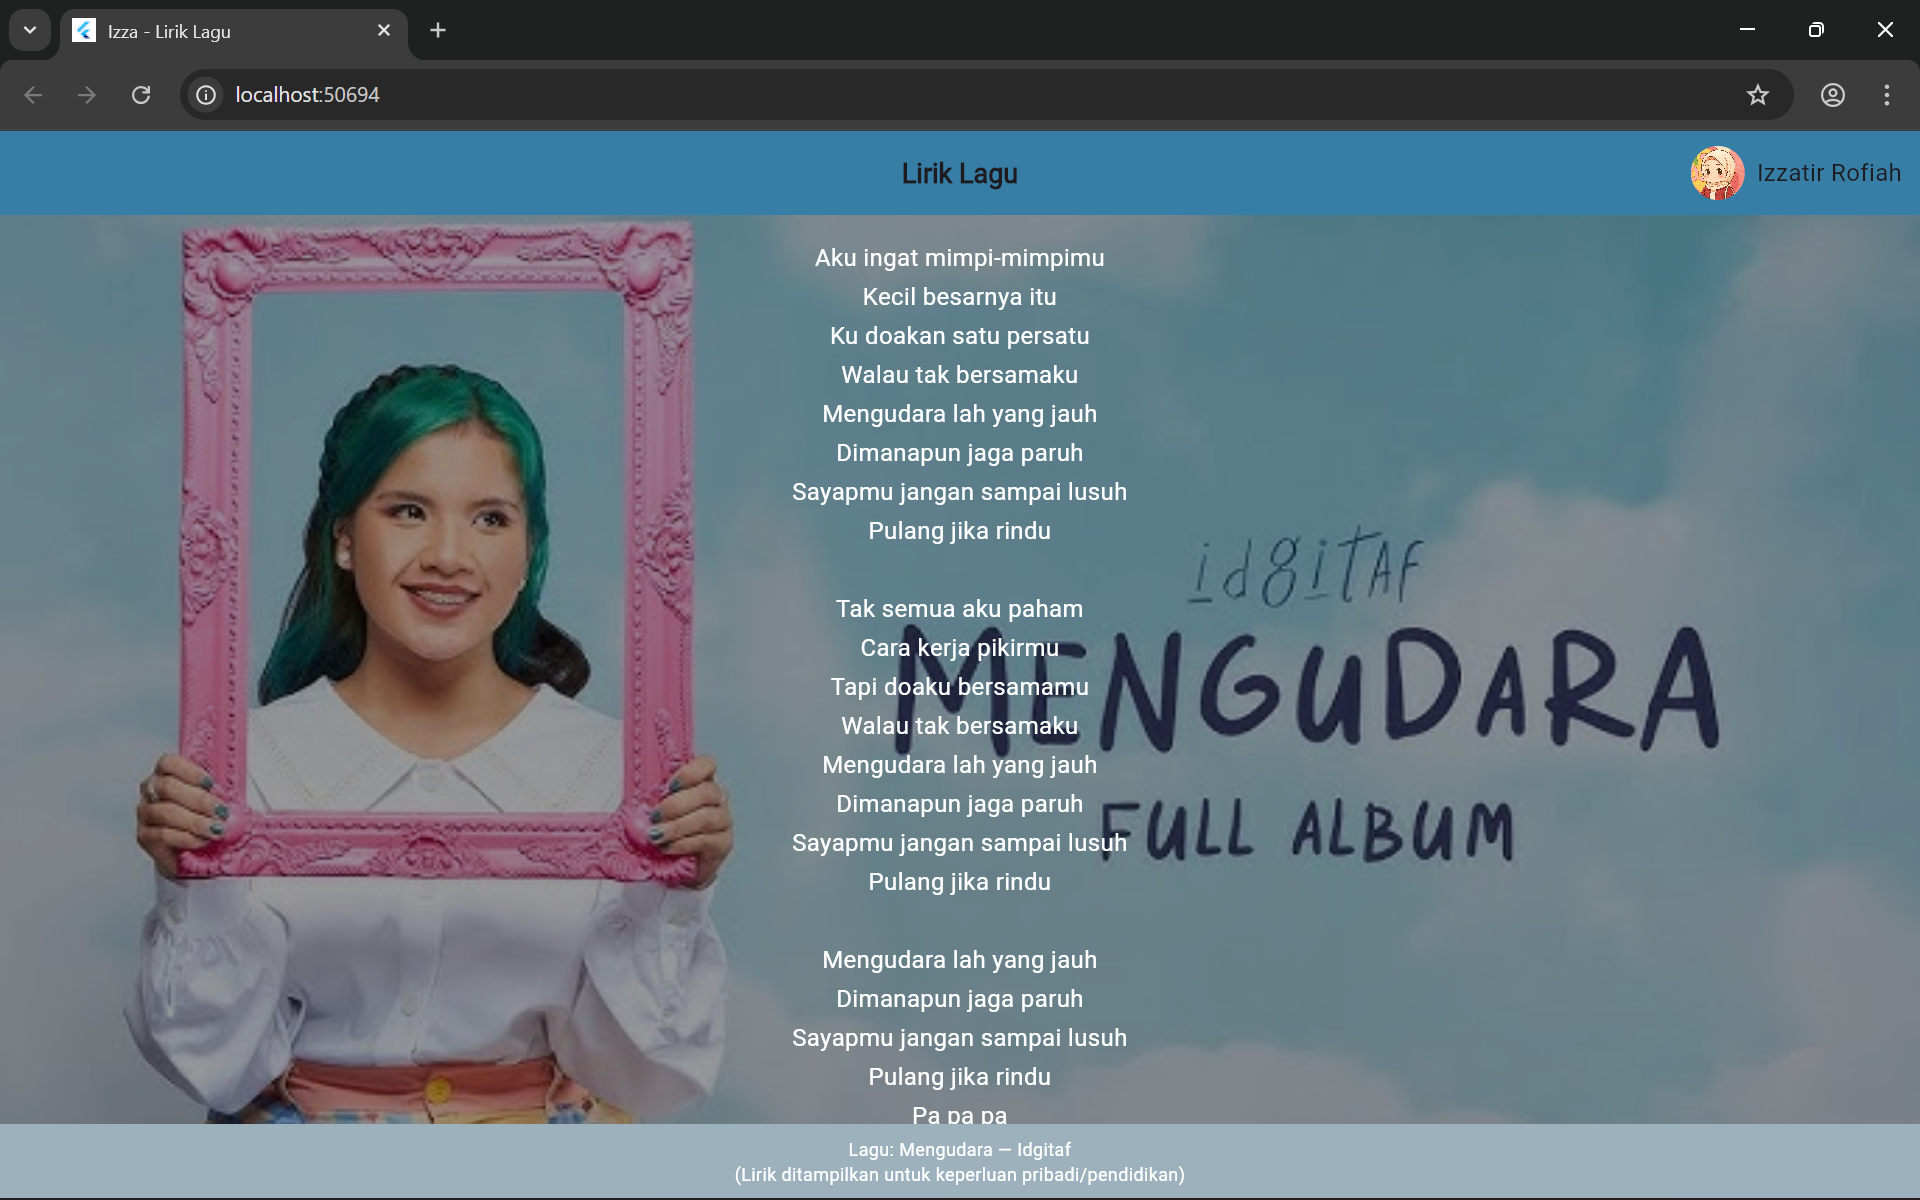 Izza - Lirik Lagu
localhost:50694
Lirik Lagu
Izzatir Rofiah
Aku ingat mimpi-mimpimu
Kecil besarnya itu
Ku doakan satu persatu
Walau tak bersamaku
Mengudara lah yang jauh
Dimanapun jaga paruh
Sayapmu jangan sampai lusuh
Pulang jika rindu
Tak semua aku paham
Cara kerja pikirmu
Tapi doaku bersamamu
Walau tak bersamaku
Mengudara lah yang jauh
Dimanapun jaga paruh
Sayapmu jangan sampai lusuh
Pulang jika rindu
Mengudara lah yang jauh
Dimanapun jaga paruh
Sayapmu jangan sampai lusuh
Pulang jika rindu
Pa pa pa
idgitaf
MENGUDARA
FULL ALBUM
Lagu: Mengudara — Idgitaf
(Lirik ditampilkan untuk keperluan pribadi/pendidikan)